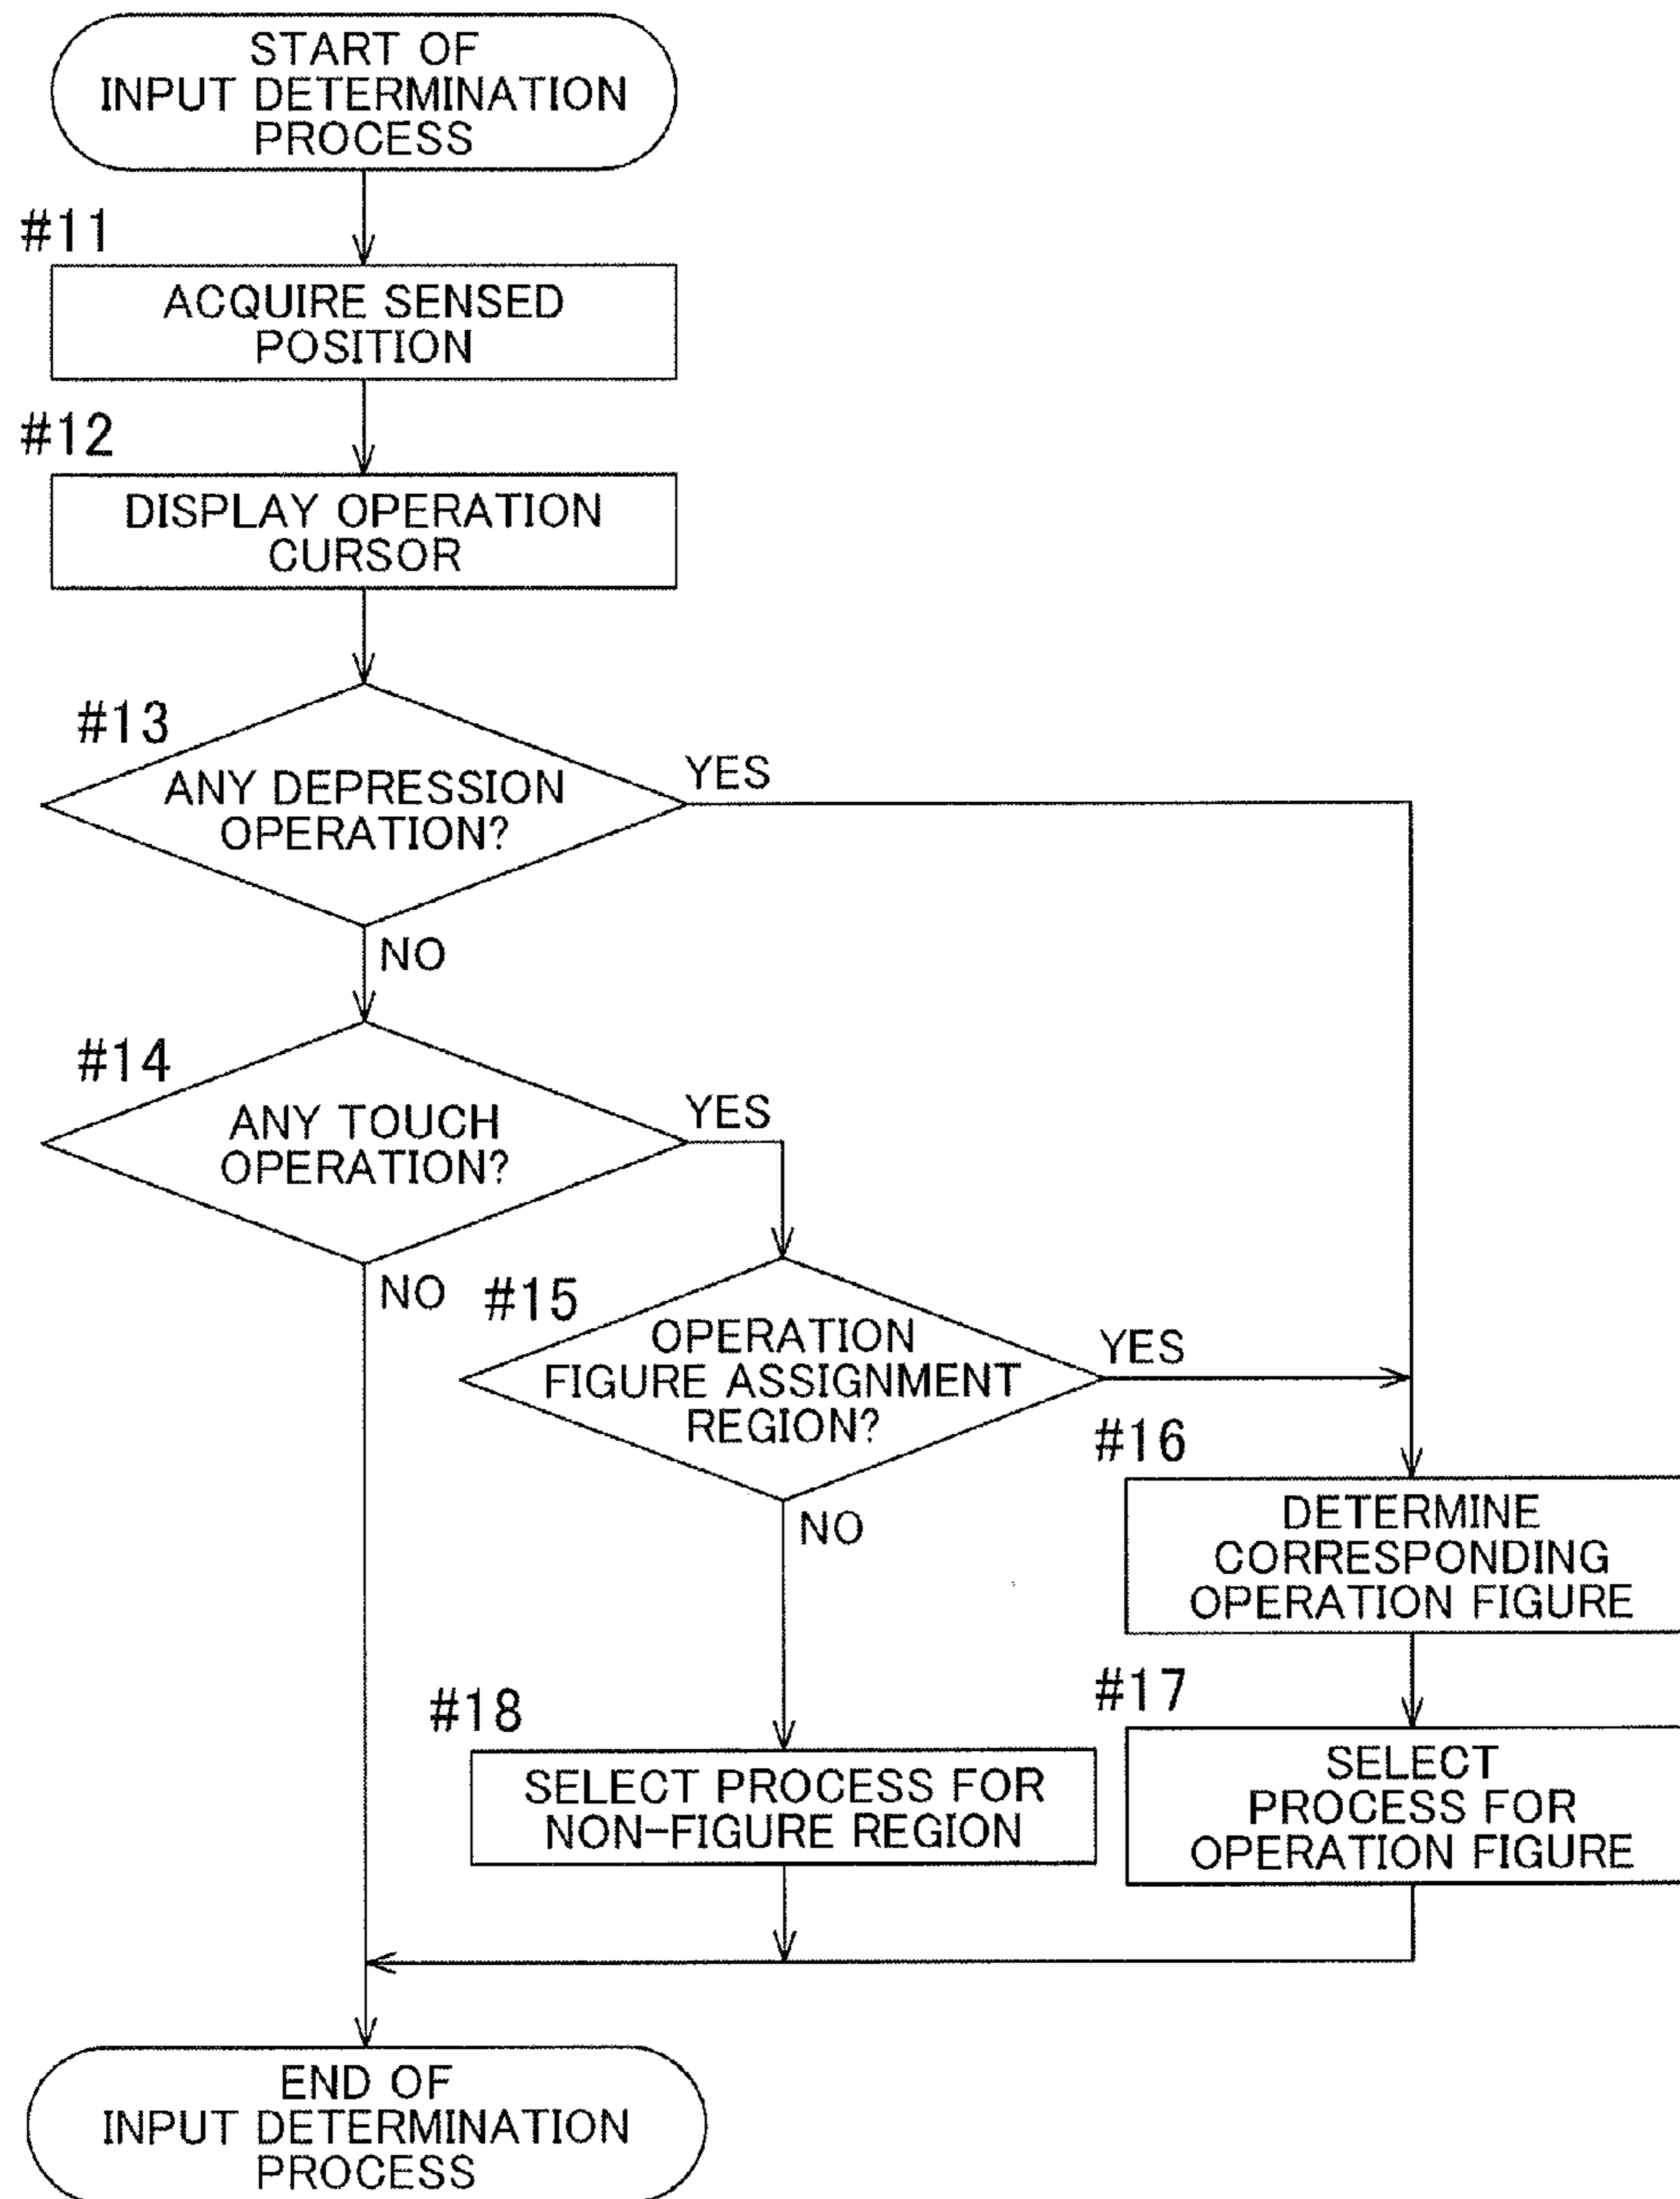 START OF
INPUT DETERMINATION
PROCESS
#11
ACQUIRE SENSED
POSITION
#12
DISPLAY OPERATION
CURSOR
#13
ANY DEPRESSION
OPERATION?
YES
NO
#14
ANY TOUCH
OPERATION?
YES
NO
#15
OPERATION
FIGURE ASSIGNMENT
REGION?
YES
NO
#16
DETERMINE
CORRESPONDING
OPERATION FIGURE
#17
SELECT
PROCESS FOR
OPERATION FIGURE
#18
SELECT PROCESS FOR
NON-FIGURE REGION
END OF
INPUT DETERMINATION
PROCESS